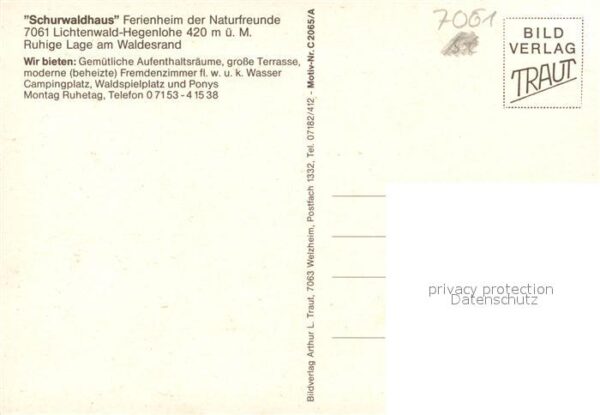 "Schurwaldhaus" Ferienheim der Naturfreunde
7061 Lichtenwald-Hegenlohe 420 m ü. M.
Ruhige Lage am Waldesrand
Wir bieten: Gemütliche Aufenthaltsräume, große Terrasse,
moderne (beheizte) Fremdenzimmer fl. w. u. k. Wasser
Campingplatz, Waldspielplatz und Ponys
Montag Ruhetag, Telefon 0 71 53 - 4 15 38
Bildverlag Arthur L. Traut, 7063 Welzheim, Postfach 1332, Tel. 07182/412 - Motiv-Nr. C 2065/A
7061
BILD
VERLAG
TRAUT
privacy protection
Datenschutz